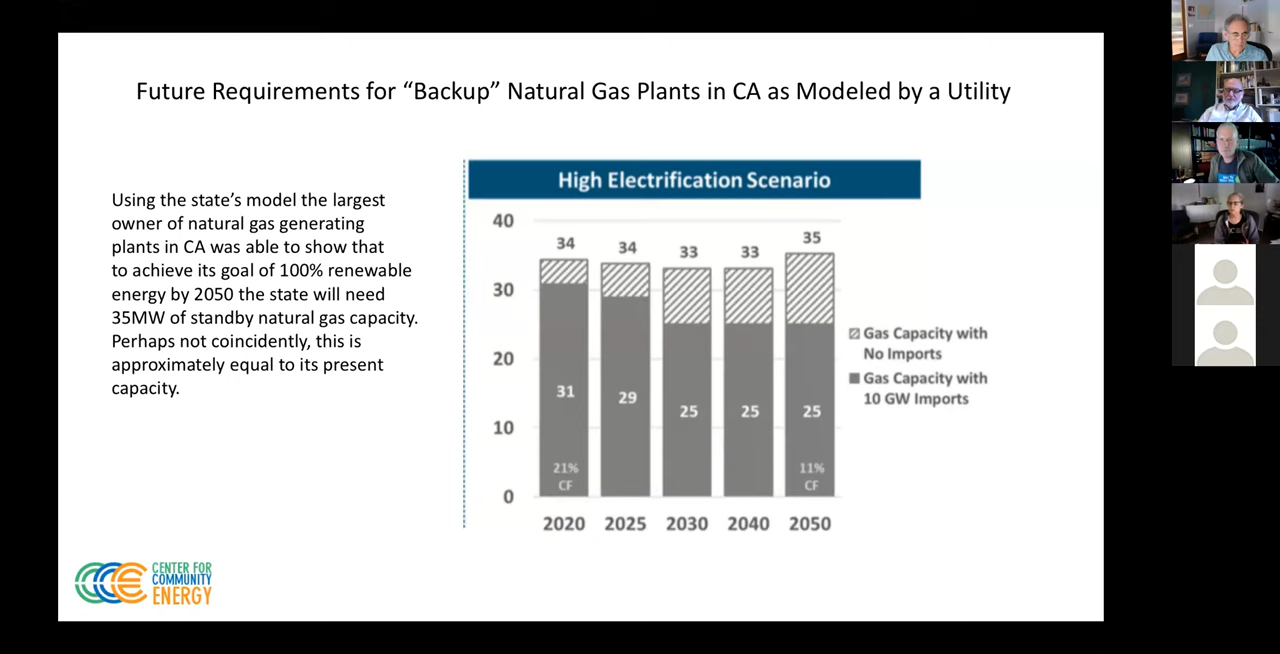 Future Requirements for “Backup” Natural Gas Plants in CA as Modeled by a Utility
Using the state’s model the largest
owner of natural gas generating
plants in CA was able to show that
to achieve its goal of 100% renewable
energy by 2050 the state will need
35MW of standby natural gas capacity.
Perhaps not coincidently, this is
approximately equal to its present
capacity.
High Electrification Scenario
40
30
20
10
0
34
34
33
33
35
31
29
25
25
25
21%
CF
11%
CF
2020
2025
2030
2040
2050
Gas Capacity with
No Imports
Gas Capacity with
10 GW Imports
CENTER FOR
COMMUNITY
ENERGY